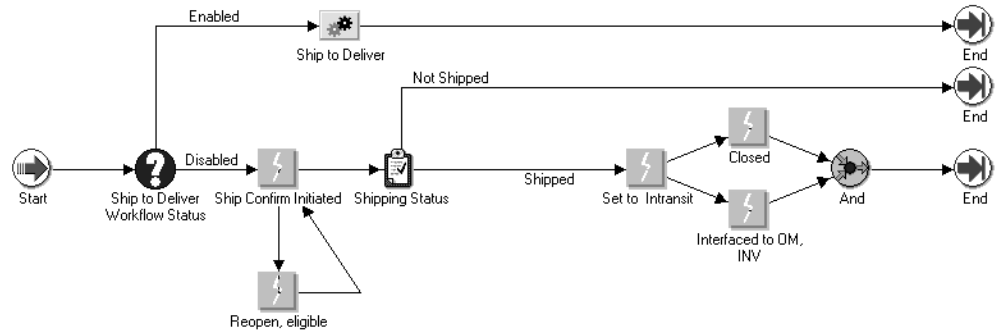 Enabled
Ship to Deliver
End
Not Shipped
End
Start
Ship to Deliver
Workflow Status
Disabled
Ship Confirm Initiated
Shipping Status
Shipped
Set to Intransit
Closed
Interfaced to OM,
INV
And
End
Reopen, eligible